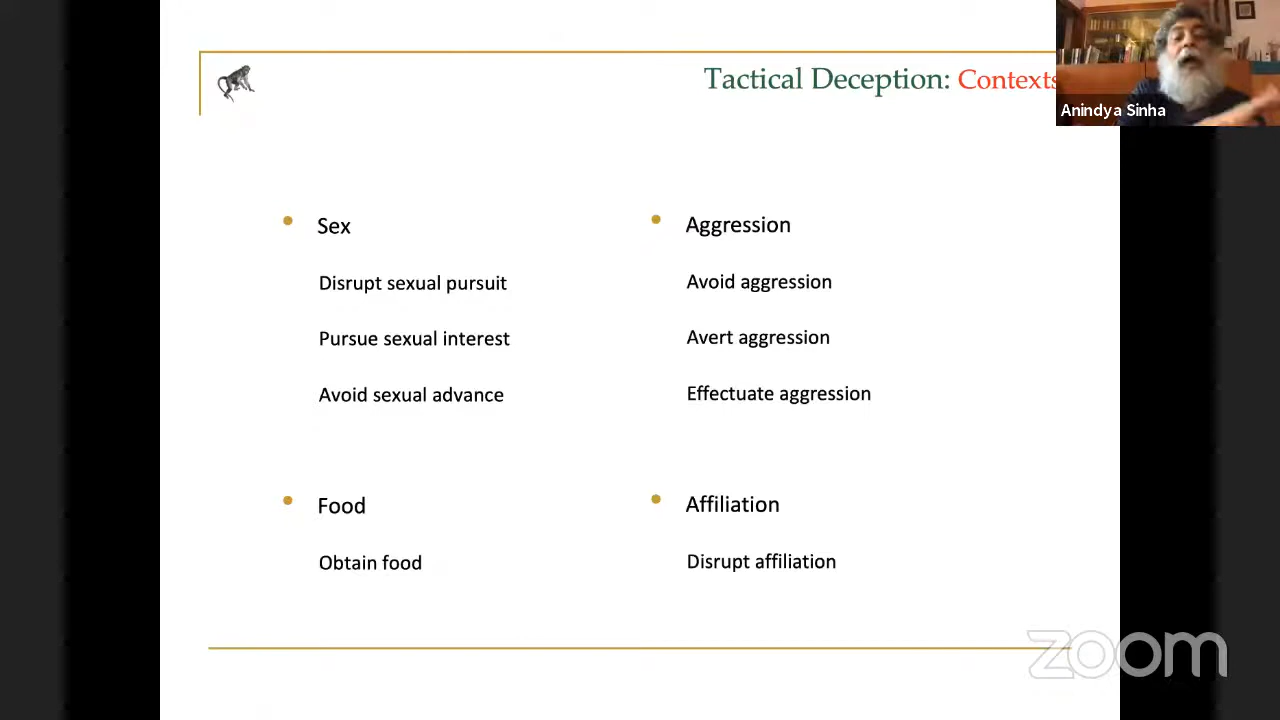 Tactical Deception: Contexts
Anindya Sinha
Sex
Disrupt sexual pursuit
Pursue sexual interest
Avoid sexual advance
Aggression
Avoid aggression
Avert aggression
Effectuate aggression
Food
Obtain food
Affiliation
Disrupt affiliation
zoom